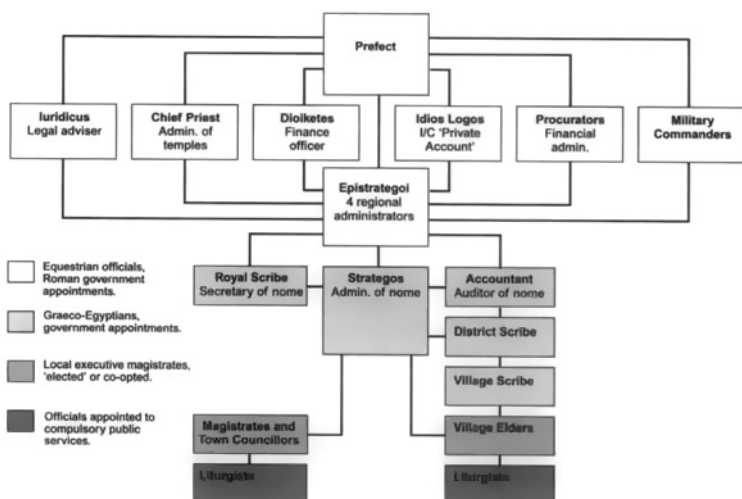 Prefect
Iuridicus
Legal adviser
Chief Priest
Admin. of
temples
Dioiketes
Finance
officer
Idios Logos
I/C 'Private
Account'
Procurators
Financial
admin.
Military
Commanders
Epistrategoi
4 regional
administrators
Royal Scribe
Secretary of nome
Strategos
Admin. of nome
Accountant
Auditor of nome
District Scribe
Village Scribe
Magistrates and
Town Councillors
Village Elders
Liturgists
Liturgists
Equestrian officials,
Roman government
appointments.
Graeco-Egyptians,
government appointments.
Local executive magistrates,
'elected' or co-opted.
Officials appointed to
compulsory public
services.